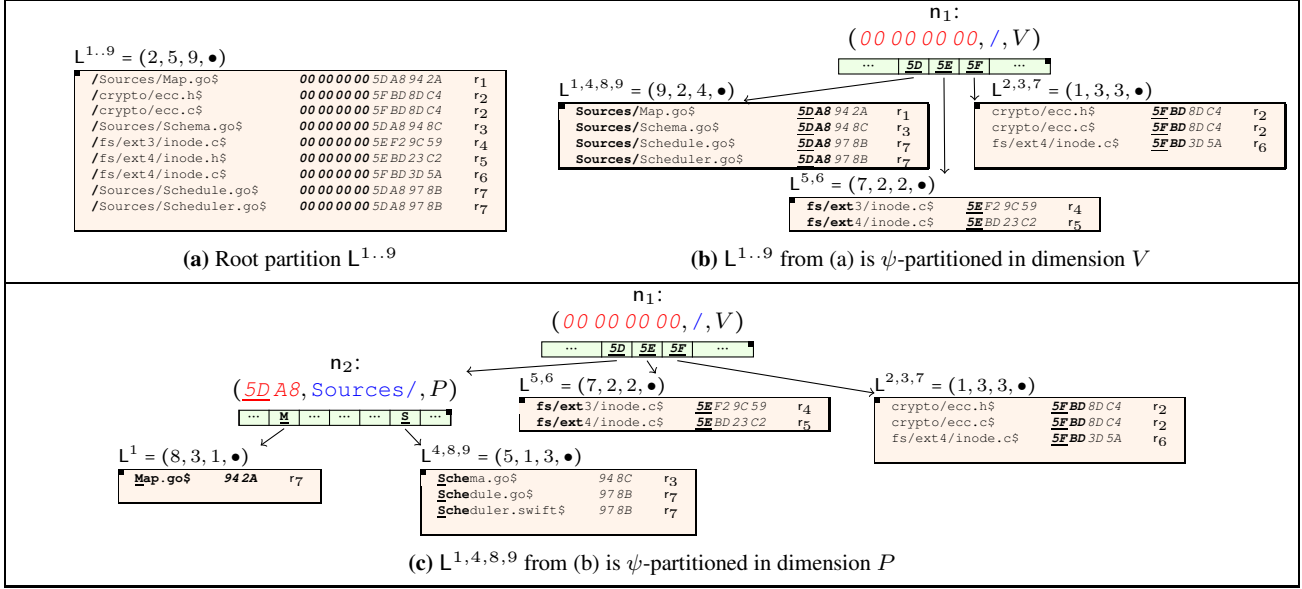 L^{1..9} = (2, 5, 9, •)
/Sources/Map.go$ 00 00 00 00 5D A8 94 2A r₁
/crypto/ecc.h$ 00 00 00 00 5F BD 8D C4 r₂
/crypto/ecc.c$ 00 00 00 00 5F BD 8D C4 r₂
/Sources/Schema.go$ 00 00 00 00 5D A8 94 8C r₃
/fs/ext3/inode.c$ 00 00 00 00 5E F2 9C 59 r₄
/fs/ext4/inode.h$ 00 00 00 00 5E BD 23 C2 r₅
/fs/ext4/inode.c$ 00 00 00 00 5F BD 3D 5A r₆
/Sources/Schedule.go$ 00 00 00 00 5D A8 97 8B r₇
/Sources/Scheduler.go$ 00 00 00 00 5D A8 97 8B r₇
(a) Root partition L^{1..9}
n₁:
(00 00 00 00, /, V)
··· 5D 5E 5F ···
L^{1,4,8,9} = (9, 2, 4, •)
Sources/Map.go$ 5D A8 94 2A r₁
Sources/Schema.go$ 5D A8 94 8C r₃
Sources/Schedule.go$ 5D A8 97 8B r₇
Sources/Scheduler.go$ 5D A8 97 8B r₇
L^{2,3,7} = (1, 3, 3, •)
crypto/ecc.h$ 5F BD 8D C4 r₂
crypto/ecc.c$ 5F BD 8D C4 r₂
fs/ext4/inode.c$ 5F BD 3D 5A r₆
L^{5,6} = (7, 2, 2, •)
fs/ext3/inode.c$ 5E F2 9C 59 r₄
fs/ext4/inode.c$ 5E BD 23 C2 r₅
(b) L^{1..9} from (a) is ψ-partitioned in dimension V
n₁:
(00 00 00 00, /, V)
··· 5D 5E 5F ···
n₂:
(5D A8, Sources/, P)
··· M ··· ··· ··· S ···
L^{5,6} = (7, 2, 2, •)
fs/ext3/inode.c$ 5E F2 9C 59 r₄
fs/ext4/inode.c$ 5E BD 23 C2 r₅
L^{2,3,7} = (1, 3, 3, •)
crypto/ecc.h$ 5F BD 8D C4 r₂
crypto/ecc.c$ 5F BD 8D C4 r₂
fs/ext4/inode.c$ 5F BD 3D 5A r₆
L^{1} = (8, 3, 1, •)
Map.go$ 94 2A r₇
L^{4,8,9} = (5, 1, 3, •)
Schema.go$ 94 8C r₃
Schedule.go$ 97 8B r₇
Scheduler.swift$ 97 8B r₇
(c) L^{1,4,8,9} from (b) is ψ-partitioned in dimension P